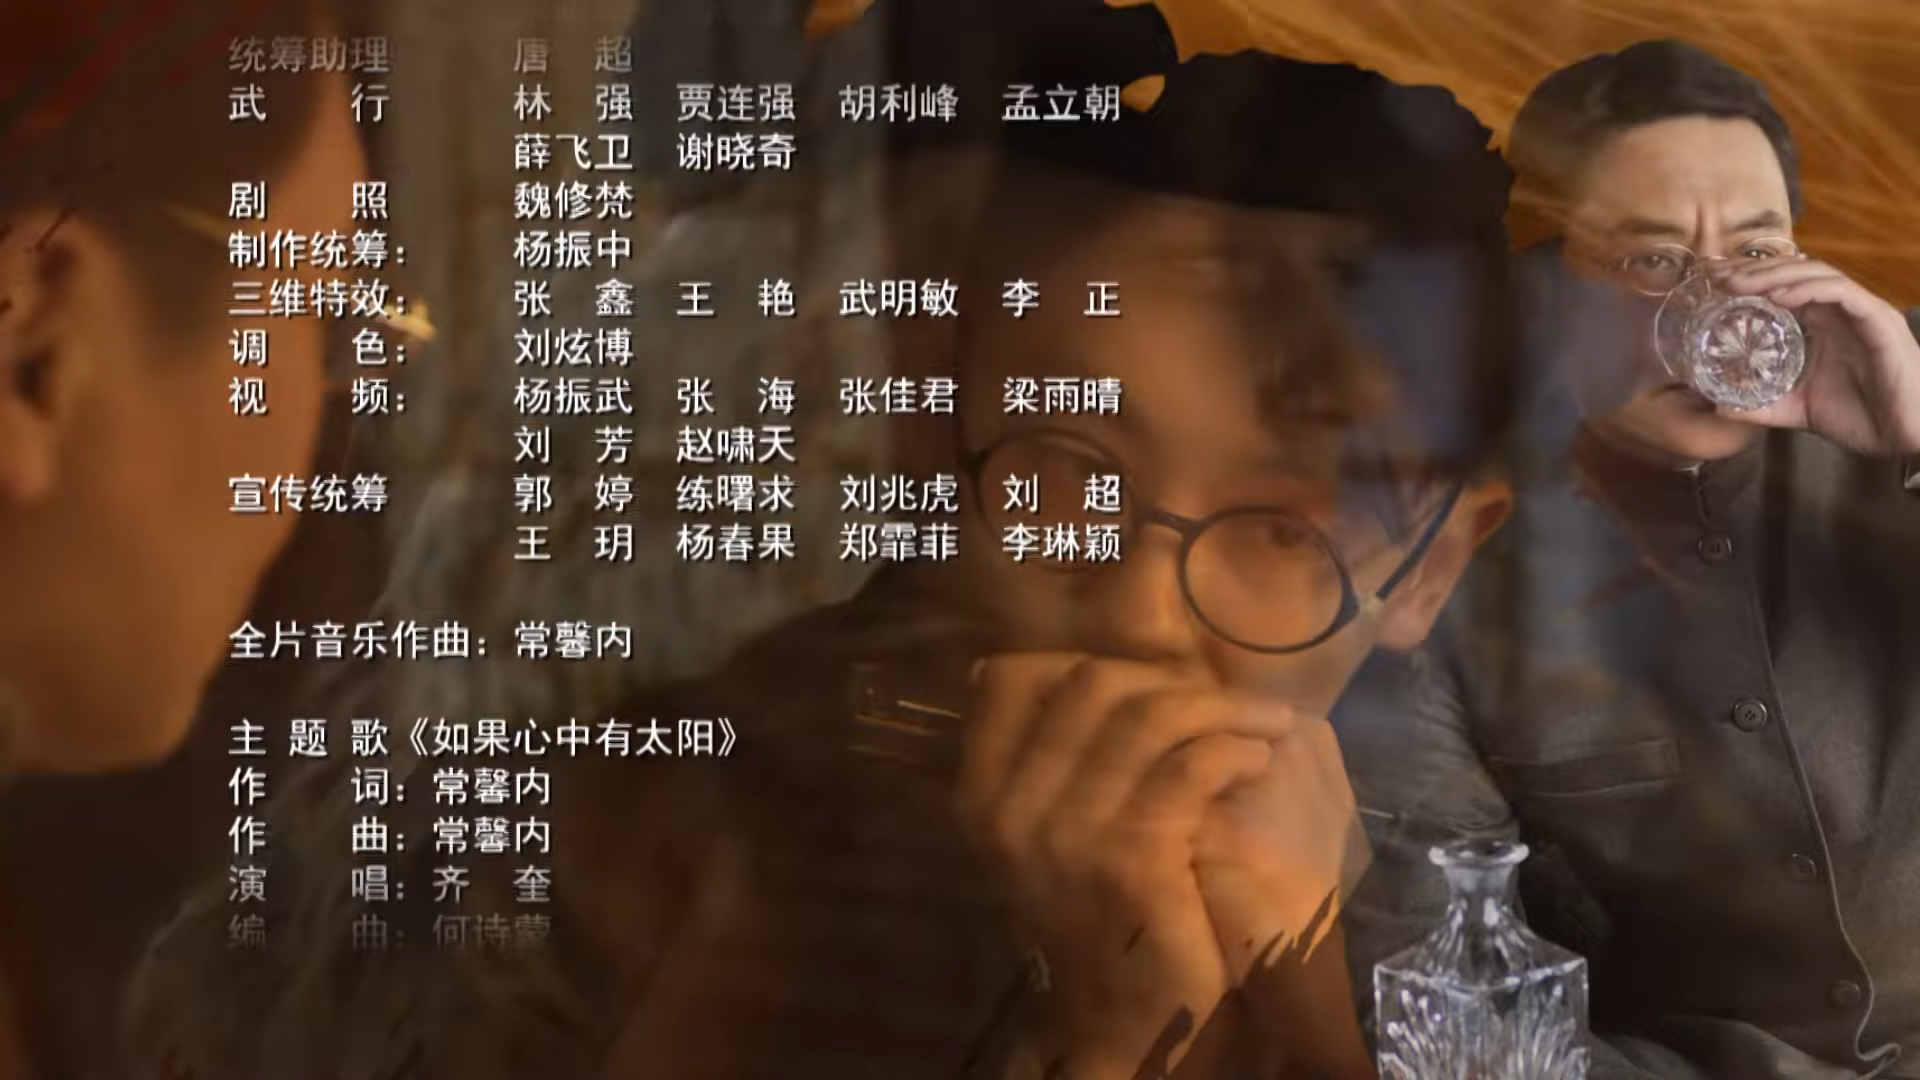 统筹助理 唐 超
武 行 林 强 贾连强 胡利峰 孟立朝
薛飞卫 谢晓奇
剧 照 魏修梵
制作统筹： 杨振中
三维特效： 张 鑫 王 艳 武明敏 李 正
调 色： 刘炫博
视 频： 杨振武 张 海 张佳君 梁雨晴
刘 芳 赵啸天
宣传统筹 郭 婷 练曙求 刘兆虎 刘 超
王 玥 杨春果 郑霏菲 李琳颖
全片音乐作曲：常馨内
主 题 歌《如果心中有太阳》
作 词：常馨内
作 曲：常馨内
演 唱：齐 奎
编 曲：何诗蒙